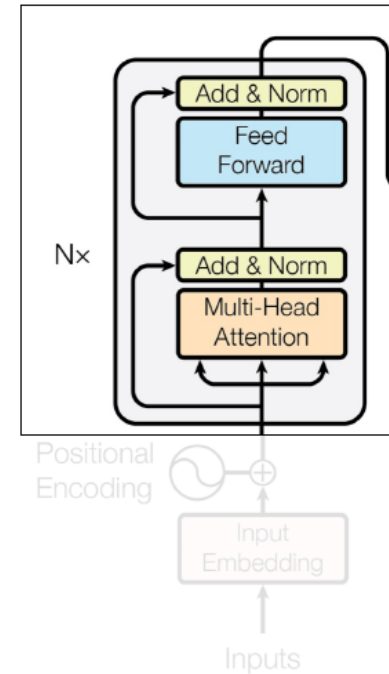 Add & Norm
Feed
Forward
N×
Add & Norm
Multi-Head
Attention
Positional
Encoding
Input
Embedding
Inputs